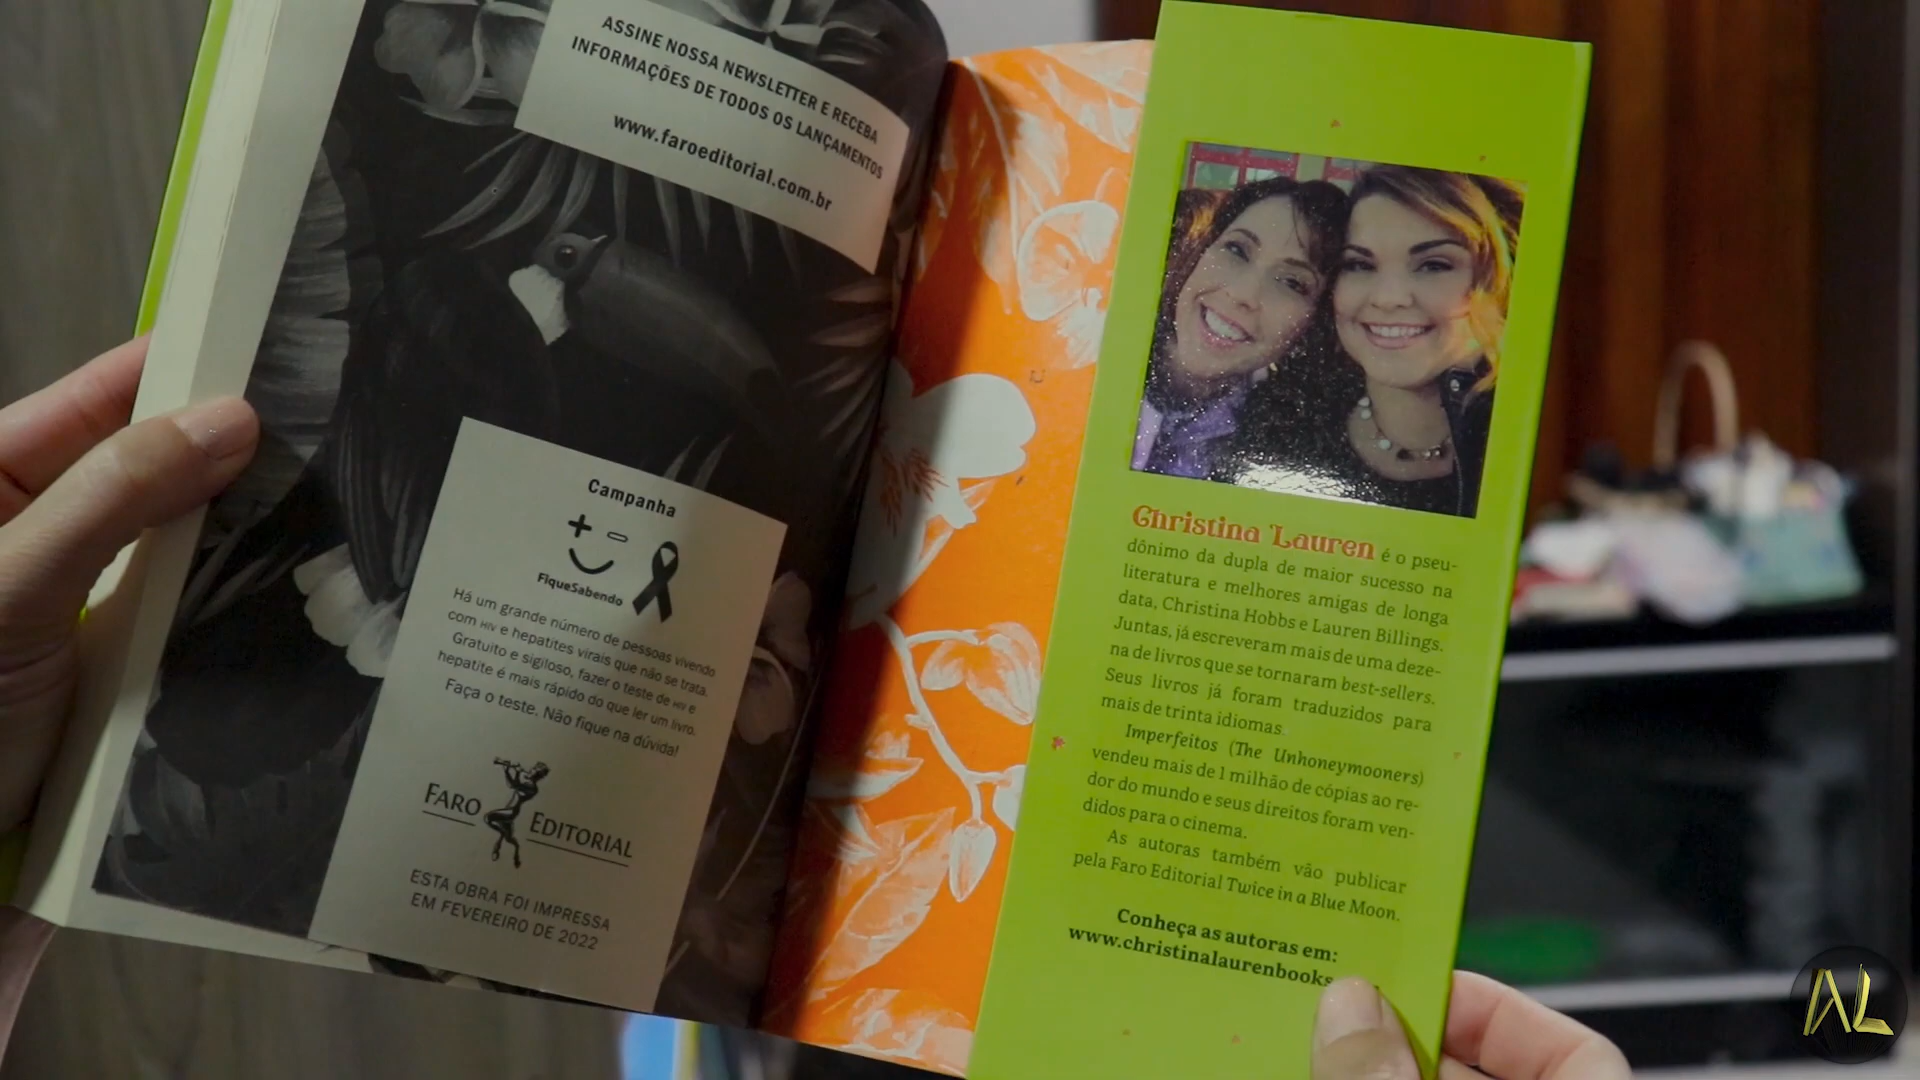 ASSINE NOSSA NEWSLETTER E RECEBA
INFORMAÇÕES DE TODOS OS LANÇAMENTOS
www.faroeditorial.com.br
Campanha
FiqueSabendo
Há um grande número de pessoas vivendo
com HIV e hepatites virais que não se trata.
Gratuito e sigiloso, fazer o teste de HIV e
hepatite é mais rápido do que ler um livro.
Faça o teste. Não fique na dúvida!
FARO EDITORIAL
ESTA OBRA FOI IMPRESSA
EM FEVEREIRO DE 2022
Christina Lauren é o pseu-
dônimo da dupla de maior sucesso na
literatura e melhores amigas de longa
data, Christina Hobbs e Lauren Billings.
Juntas, já escreveram mais de uma deze-
na de livros que se tornaram best-sellers.
Seus livros já foram traduzidos para
mais de trinta idiomas.
Imperfeitos (The Unhoneymooners)
vendeu mais de 1 milhão de cópias ao re-
dor do mundo e seus direitos foram ven-
didos para o cinema.
As autoras também vão publicar
pela Faro Editorial Twice in a Blue Moon.
Conheça as autoras em:
www.christinalaurenbooks.
AL